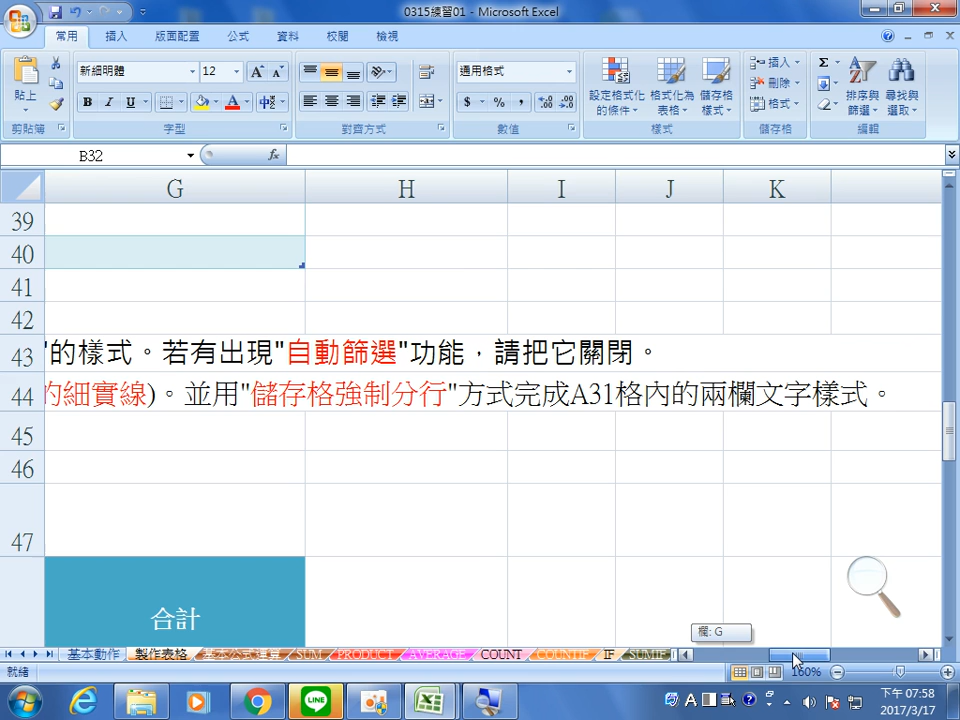 0315練習01 - Microsoft Excel
常用 插入 版面配置 公式 資料 校閱 檢視
新細明體 12 通用格式
貼上 設定格式化的條件 格式化為表格 儲存格樣式 插入 刪除 格式 排序與篩選 尋找與選取
剪貼簿 字型 對齊方式 數值 樣式 儲存格 編輯
B32 fx
G H I J K
39
40
41
42
43 "的樣式。若有出現"自動篩選"功能，請把它關閉。
44 的細實線)。並用"儲存格強制分行"方式完成A31格內的兩欄文字樣式。
45
46
47
合計
欄: G
基本動作 製作表格 基本公式運算 SUM PRODUCT AVERAGE COUNT COUNTIF IF SUMIF
就緒 160%
LINE
下午 07:58
2017/3/17